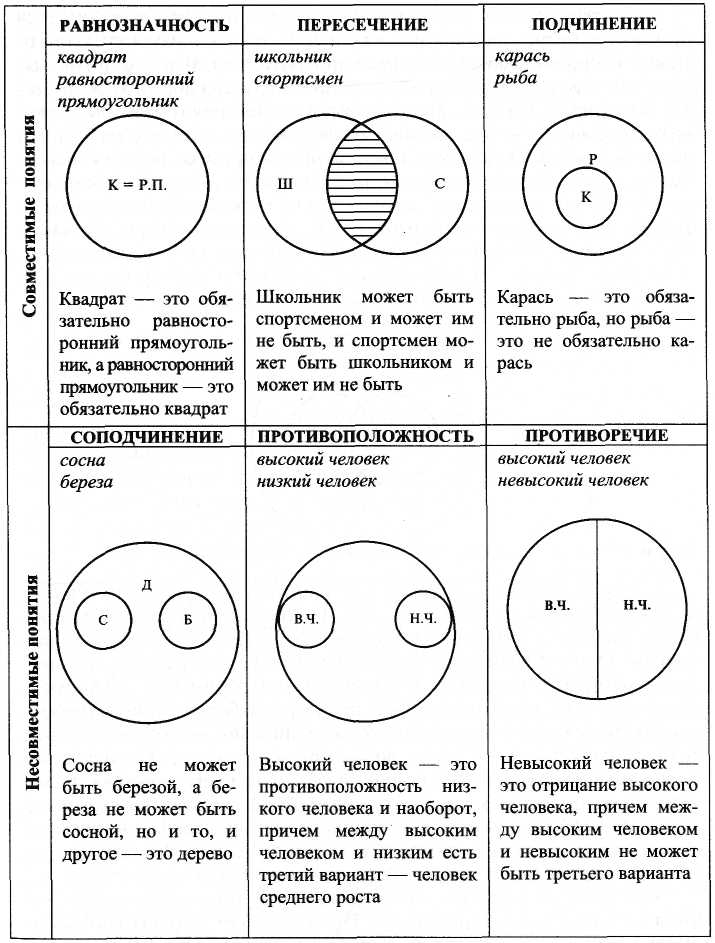 РАВНОЗНАЧНОСТЬ
ПЕРЕСЕЧЕНИЕ
ПОДЧИНЕНИЕ
Совместимые понятия
квадрат
равносторонний
прямоугольник
К = Р.П.
Квадрат — это обя-
зательно равносто-
ронний прямоуголь-
ник, а равносторонний
прямоугольник — это
обязательно квадрат
школьник
спортсмен
Ш
С
Школьник может быть
спортсменом и может им
не быть, и спортсмен мо-
жет быть школьником и
может им не быть
карась
рыба
Р
К
Карась — это обяза-
тельно рыба, но рыба —
это не обязательно ка-
рась
СОПОДЧИНЕНИЕ
ПРОТИВОПОЛОЖНОСТЬ
ПРОТИВОРЕЧИЕ
Несовместимые понятия
сосна
береза
Д
С
Б
Сосна не может
быть березой, а бе-
реза не может быть
сосной, но и то, и
другое — это дерево
высокий человек
низкий человек
В.Ч.
Н.Ч.
Высокий человек — это
противоположность низ-
кого человека и наоборот,
причем между высоким
человеком и низким есть
третий вариант — человек
среднего роста
высокий человек
невысокий человек
В.Ч.
Н.Ч.
Невысокий человек —
это отрицание высокого
человека, причем меж-
ду высоким человеком
и невысоким не может
быть третьего варианта